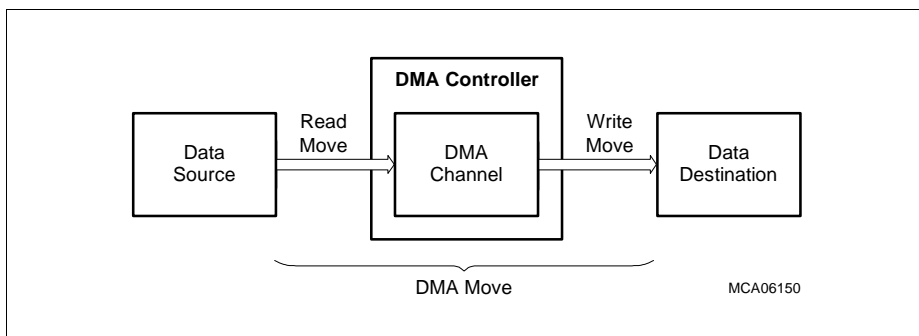 DMA Controller
Read
Move
Write
Move
Data
Source
DMA
Channel
Data
Destination
DMA Move
MCA06150